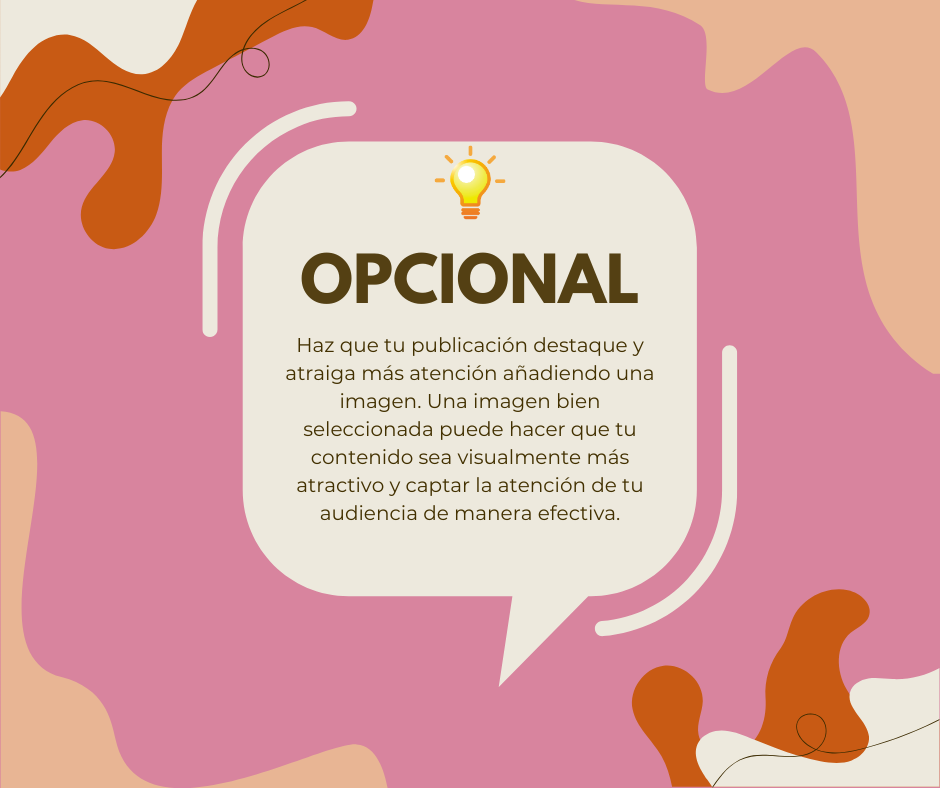 OPCIONAL
Haz que tu publicación destaque y
atraiga más atención añadiendo una
imagen. Una imagen bien
seleccionada puede hacer que tu
contenido sea visualmente más
atractivo y captar la atención de tu
audiencia de manera efectiva.